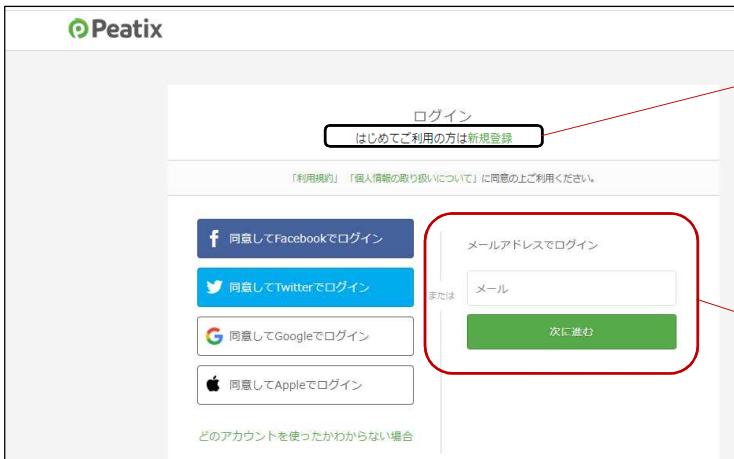 Peatix
ログイン
はじめてご利用の方は新規登録
「利用規約」「個人情報の取り扱いについて」に同意の上ご利用ください。
同意してFacebookでログイン
同意してTwitterでログイン
同意してGoogleでログイン
同意してAppleでログイン
どのアカウントを使ったかわからない場合
または
メールアドレスでログイン
メール
次に進む